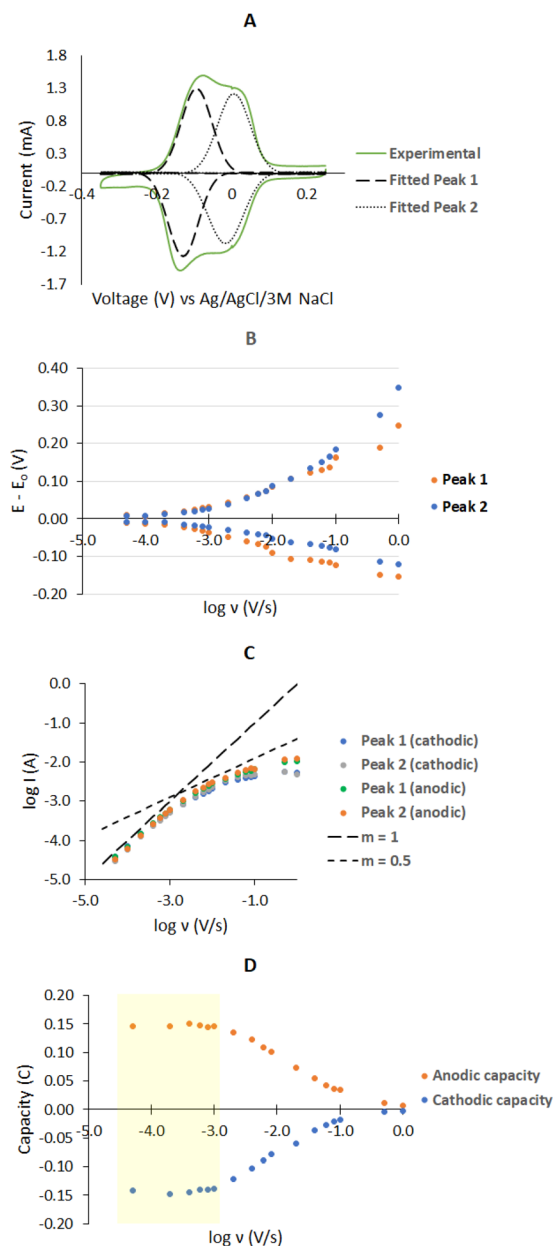 A
1.8
1.3
0.8
0.3
-0.2
-0.7
-1.2
-1.7
-0.4
-0.2
0
0.2
Current (mA)
Voltage (V) vs Ag/AgCl/3M NaCl
Experimental
Fitted Peak 1
Fitted Peak 2
B
0.40
0.30
0.20
0.10
0.00
-0.10
-0.20
-5.0
-4.0
-3.0
-2.0
-1.0
0.0
E - Eo (V)
log ν (V/s)
Peak 1
Peak 2
C
0.0
-1.0
-2.0
-3.0
-4.0
-5.0
-5.0
-3.0
-1.0
log I (A)
log ν (V/s)
Peak 1 (cathodic)
Peak 2 (cathodic)
Peak 1 (anodic)
Peak 2 (anodic)
m = 1
m = 0.5
D
0.20
0.15
0.10
0.05
0.00
-0.05
-0.10
-0.15
-0.20
-5.0
-4.0
-3.0
-2.0
-1.0
0.0
Capacity (C)
log ν (V/s)
Anodic capacity
Cathodic capacity